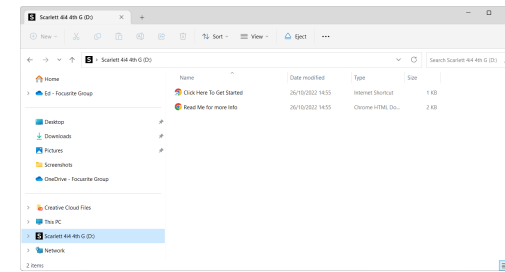 Scarlett 4i4 4th G (D:)
New
Sort
View
Eject
Scarlett 4i4 4th G (D:)
Search Scarlett 4i4 4th G (D:)
Name
Date modified
Type
Size
Home
Ed - Focusrite Group
Desktop
Downloads
Pictures
Screenshots
OneDrive - Focusrite Group
Creative Cloud Files
This PC
Scarlett 4i4 4th G (D:)
Network
Click Here To Get Started 26/10/2022 14:53 Internet Shortcut 1 KB
Read Me for more Info 26/10/2022 14:55 Chrome HTML Do... 2 KB
2 items